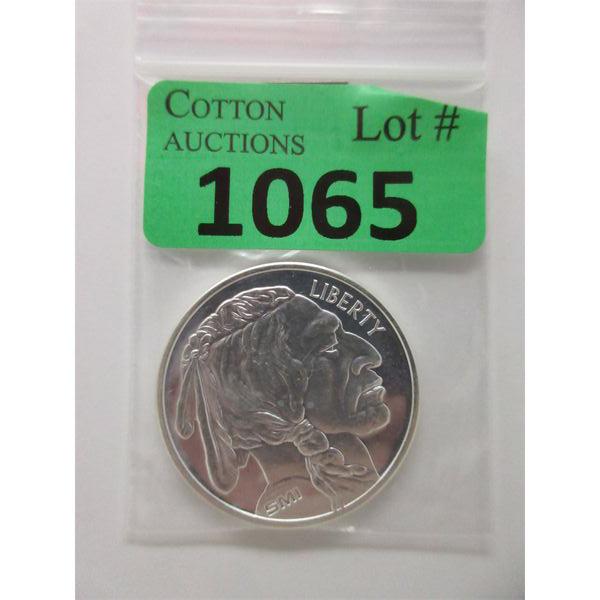 COTTON
AUCTIONS
Lot #
1065
LIBERTY
SMI